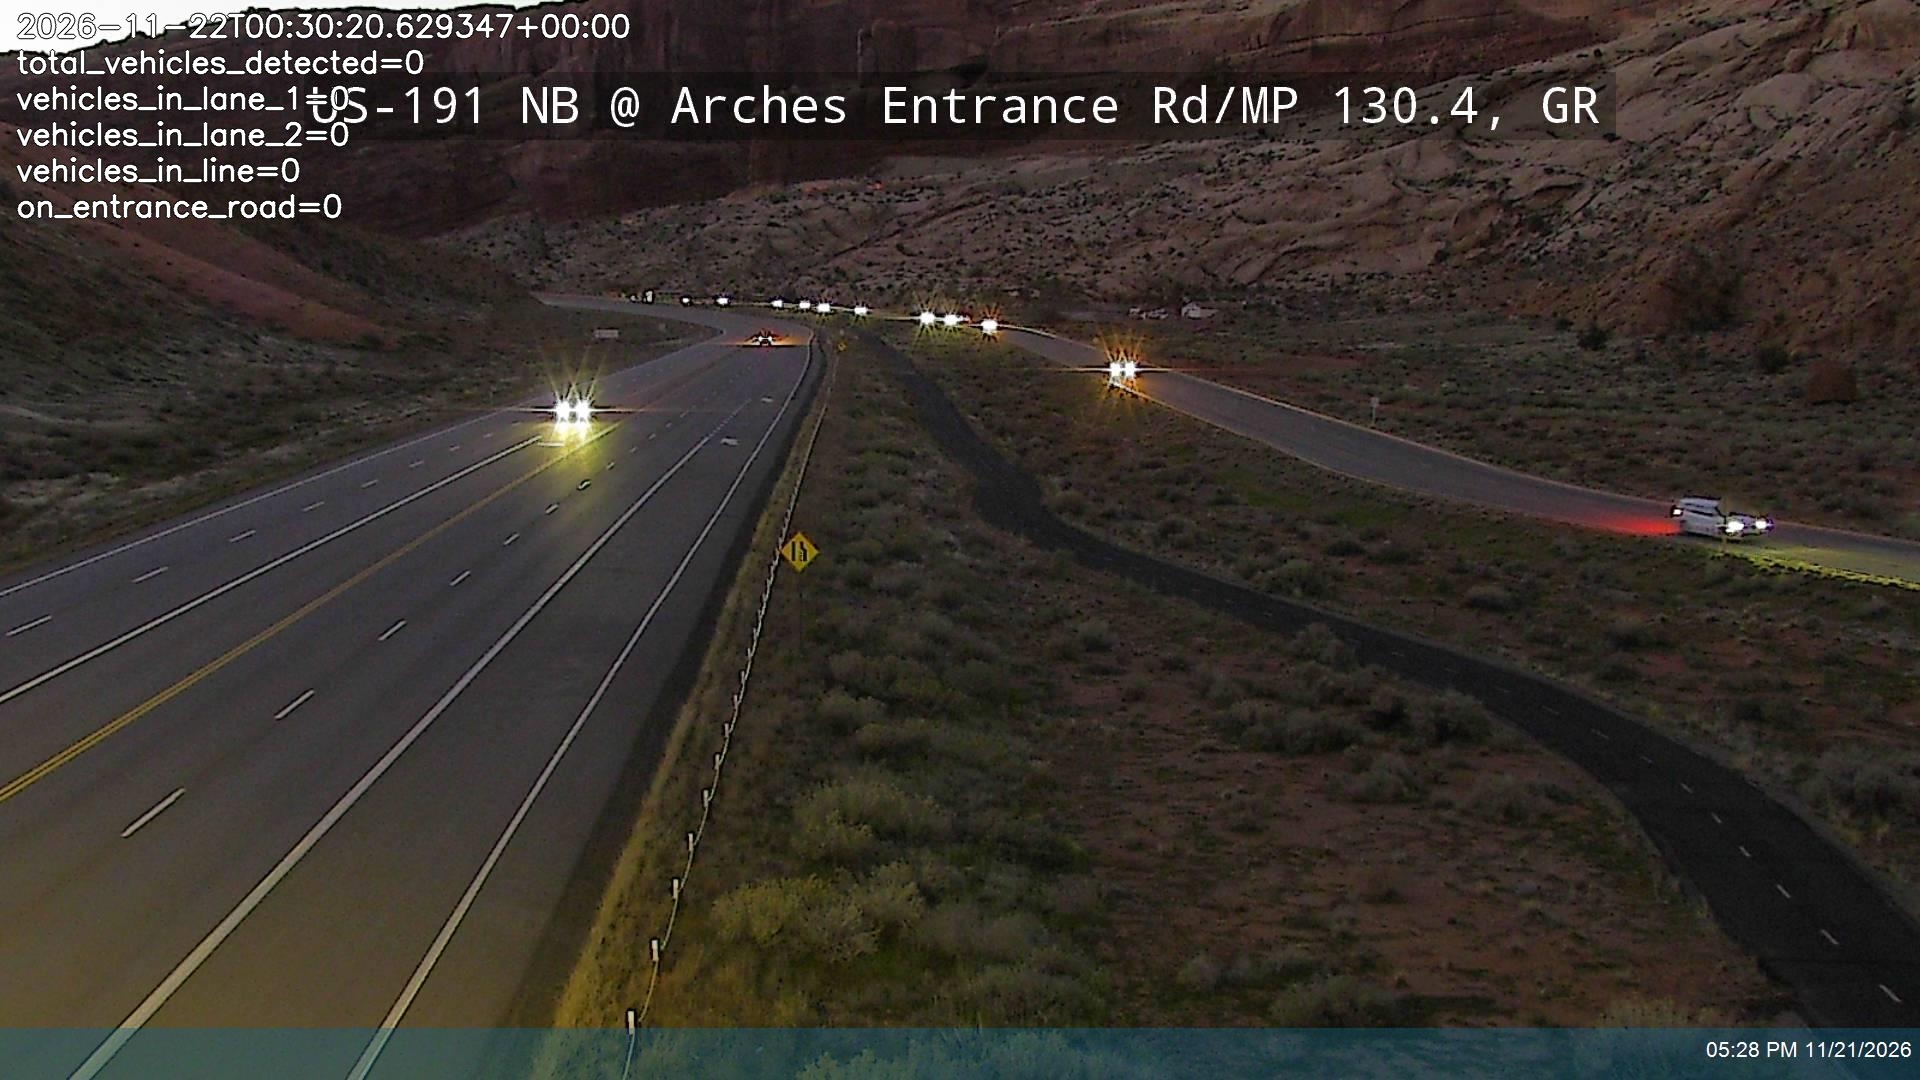 2026-11-22T00:30:20.629347+00:00
total_vehicles_detected=0
vehicles_in_lane_1=0
US-191 NB @ Arches Entrance Rd/MP 130.4, GR
vehicles_in_lane_2=0
vehicles_in_line=0
on_entrance_road=0
05:28 PM 11/21/2026